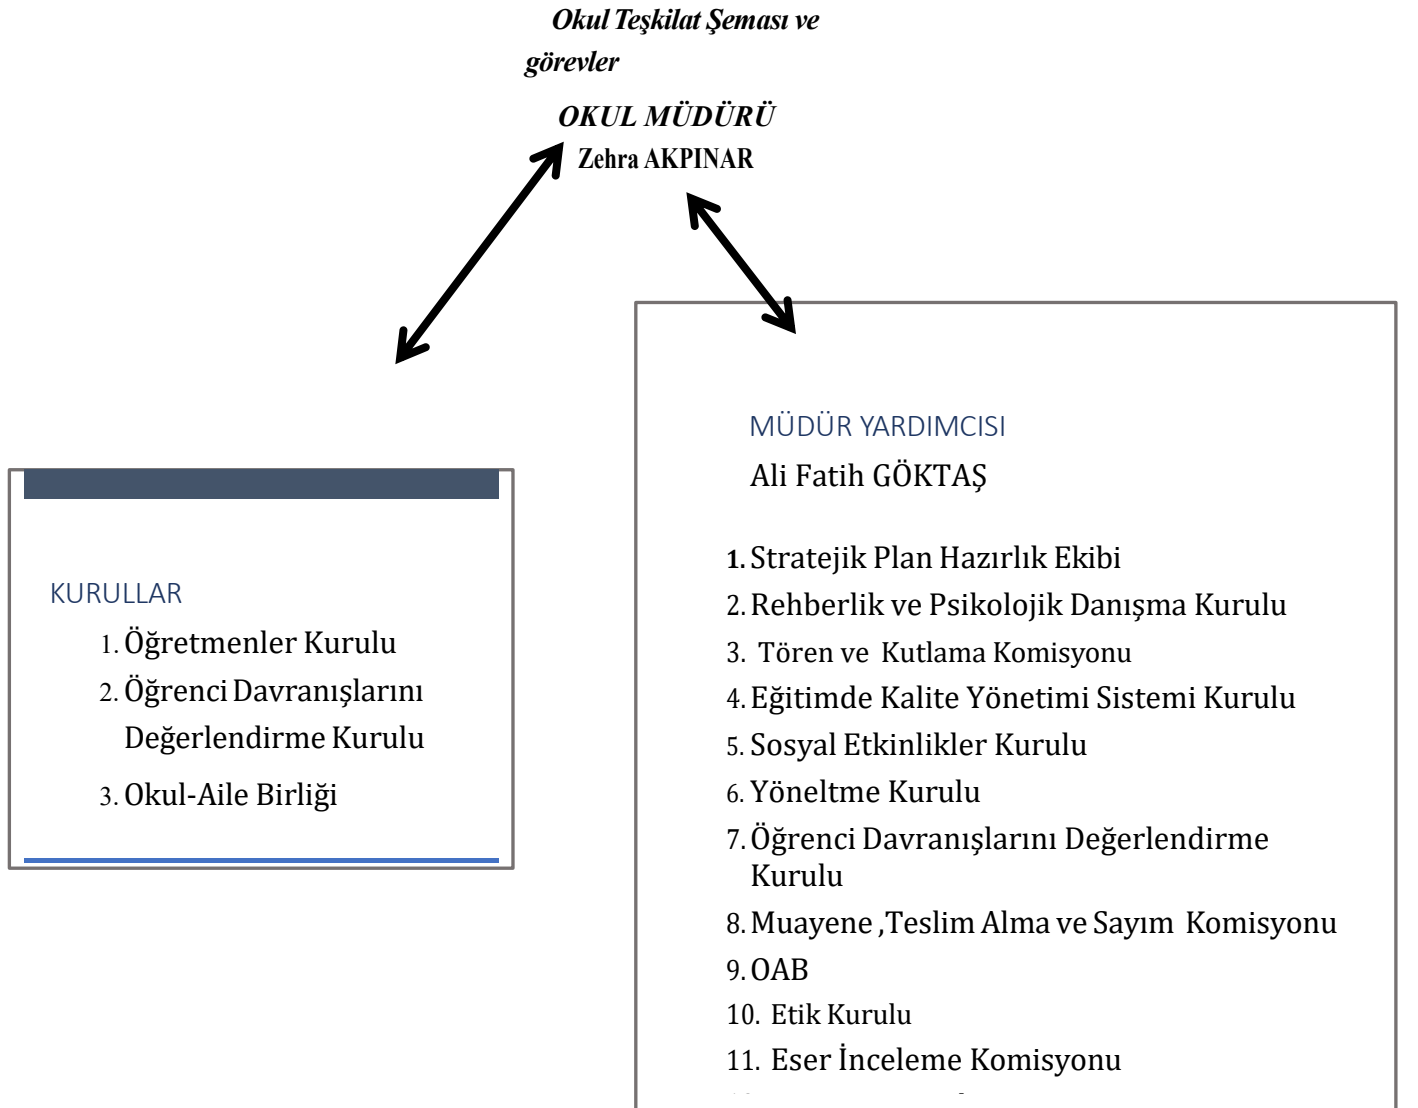 Okul Teşkilat Şeması ve
görevler
OKUL MÜDÜRÜ
Zehra AKPINAR
KURULLAR
1. Öğretmenler Kurulu
2. Öğrenci Davranışlarını
Değerlendirme Kurulu
3. Okul-Aile Birliği
MÜDÜR YARDIMCISI
Ali Fatih GÖKTAŞ
1. Stratejik Plan Hazırlık Ekibi
2. Rehberlik ve Psikolojik Danışma Kurulu
3. Tören ve Kutlama Komisyonu
4. Eğitimde Kalite Yönetimi Sistemi Kurulu
5. Sosyal Etkinlikler Kurulu
6. Yöneltme Kurulu
7. Öğrenci Davranışlarını Değerlendirme
Kurulu
8. Muayene ,Teslim Alma ve Sayım Komisyonu
9. OAB
10. Etik Kurulu
11. Eser İnceleme Komisyonu